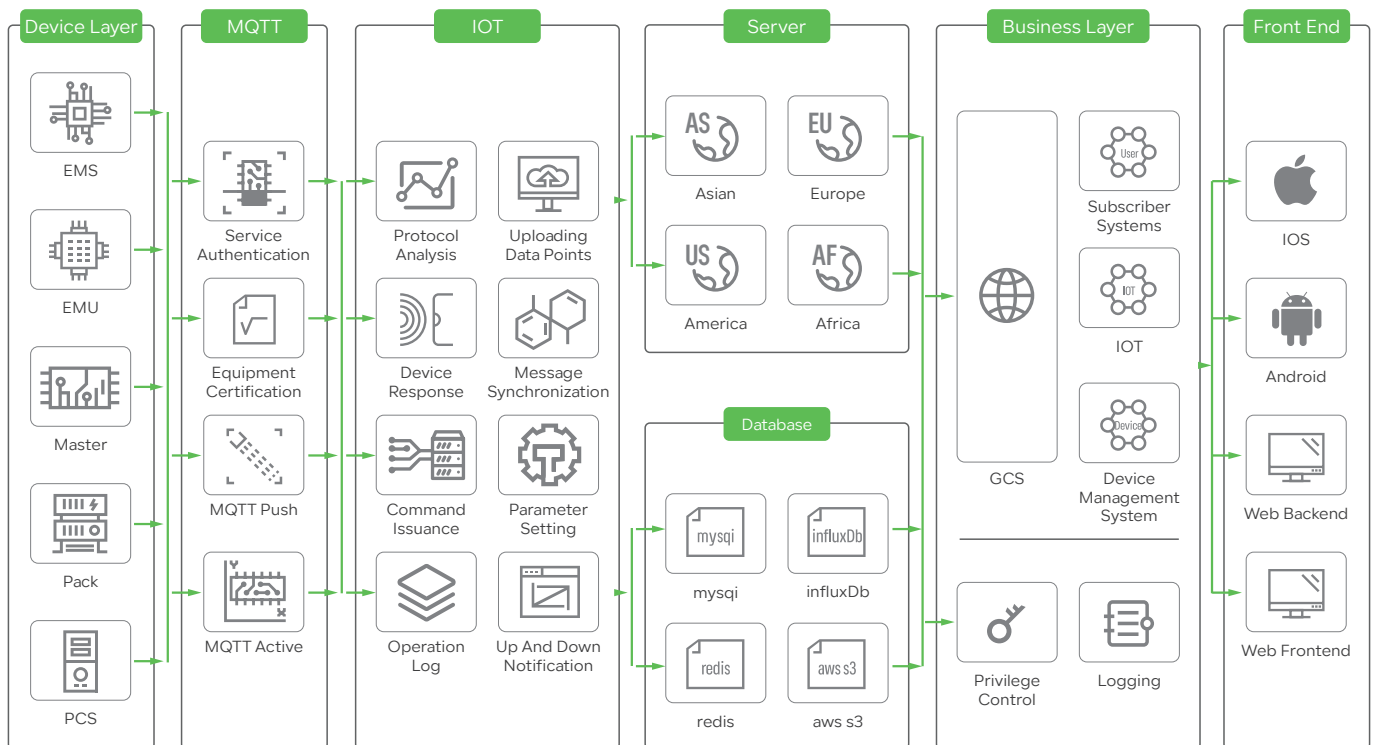 Device Layer
EMS
EMU
Master
Pack
PCS
MQTT
Service
Authentication
Equipment
Certification
MQTT Push
Y
X
MQTT Active
IOT
Protocol
Analysis
Uploading
Data Points
Device
Response
Message
Synchronization
Command
Issuance
Parameter
Setting
Operation
Log
Up And Down
Notification
Server
AS
Asian
EU
Europe
US
America
AF
Africa
Database
mysqi
mysqi
influxDb
influxDb
redis
redis
aws s3
aws s3
Business Layer
GCS
User
Subscriber
Systems
IOT
IOT
Device
Device
Management
System
Privilege
Control
Logging
Front End
IOS
Android
Web Backend
Web Frontend